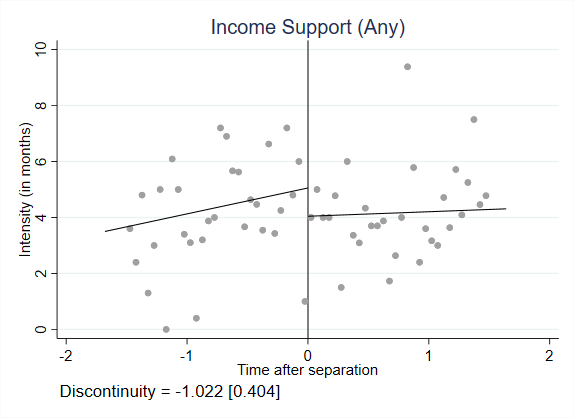 Income Support (Any)
Intensity (in months)
10
8
6
4
2
0
-2
-1
0
1
2
Time after separation
Discontinuity = -1.022 [0.404]